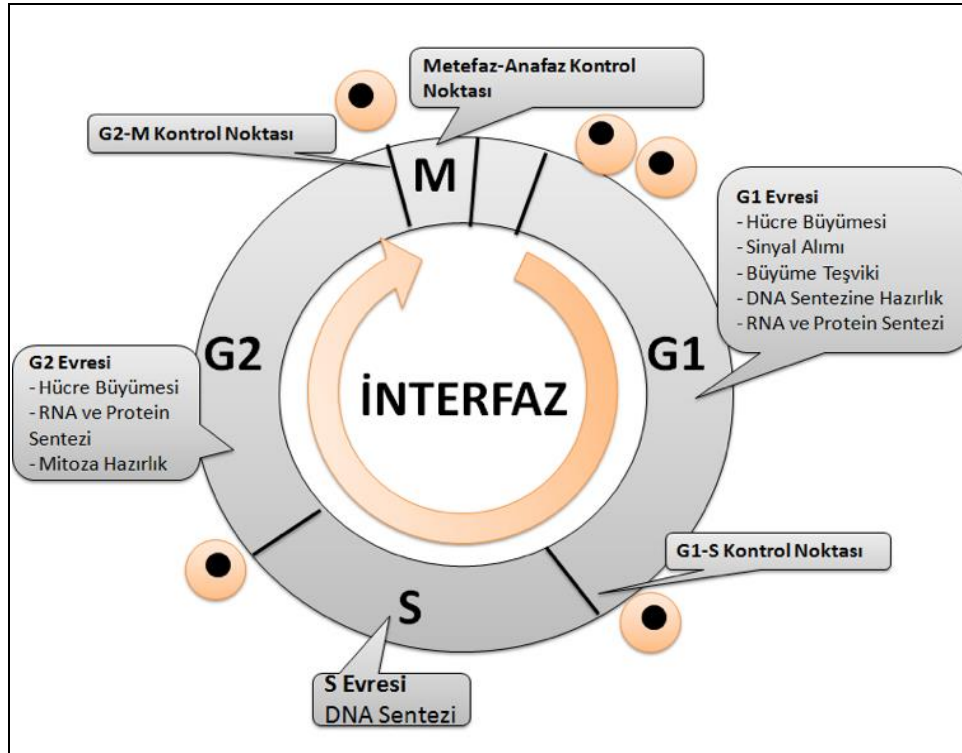 Metefaz-Anafaz Kontrol
Noktası
G2-M Kontrol Noktası
M
G1 Evresi
- Hücre Büyümesi
- Sinyal Alımı
- Büyüme Teşviki
- DNA Sentezine Hazırlık
- RNA ve Protein Sentezi
G2
G1
İNTERFAZ
G2 Evresi
- Hücre Büyümesi
- RNA ve Protein
Sentezi
- Mitoza Hazırlık
G1-S Kontrol Noktası
S
S Evresi
DNA Sentezi